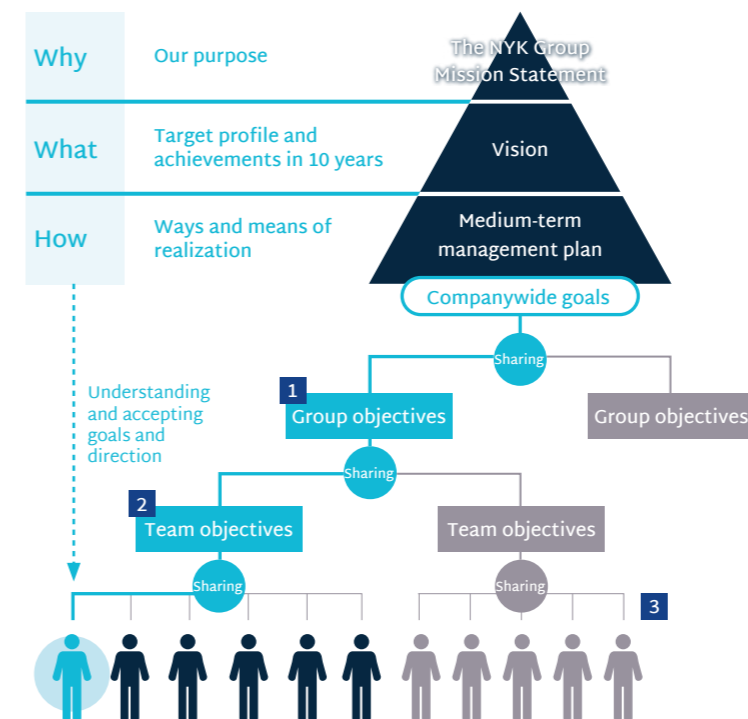 Why
Our purpose
The NYK Group
Mission Statement
What
Target profile and
achievements in 10 years
Vision
How
Ways and means of
realization
Medium-term
management plan
Companywide goals
Sharing
Understanding
and accepting
goals and
direction
1
Group objectives
Group objectives
Sharing
2
Team objectives
Team objectives
Sharing
Sharing
3